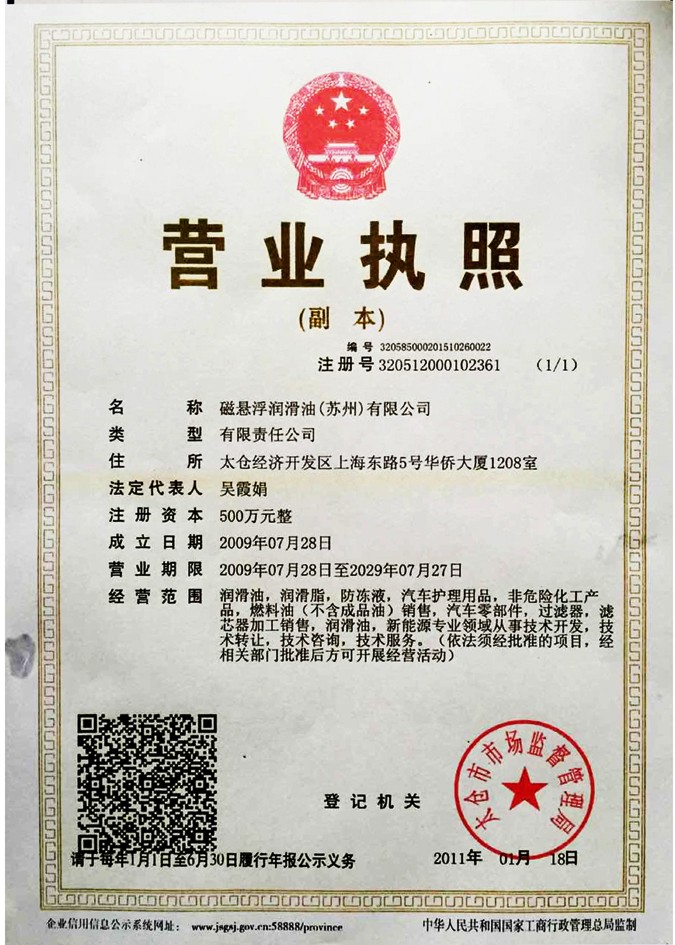 营业执照
(副 本)
编 号 320585000201510260022
注册号 320512000102361 (1/1)
名 称 磁悬浮润滑油(苏州)有限公司
类 型 有限责任公司
住 所 太仓经济开发区上海东路5号华侨大厦1208室
法定代表人 吴霞娟
注册资本 500万元整
成立日期 2009年07月28日
营业期限 2009年07月28日至2029年07月27日
经营范围 润滑油，润滑脂，防冻液，汽车护理用品，非危险化工产
品，燃料油（不含成品油）销售，汽车零部件，过滤器，滤
芯器加工销售，润滑油，新能源专业领域从事技术开发，技
术转让，技术咨询，技术服务。（依法须经批准的项目，经
相关部门批准后方可开展经营活动）
太仓市市场监督管理局
登记机关
请于每年1月1日至6月30日履行年报公示义务
2011年 01月 18日
企业信用信息公示系统网址: www.jsgsj.gov.cn:58888/province
中华人民共和国国家工商行政管理总局监制